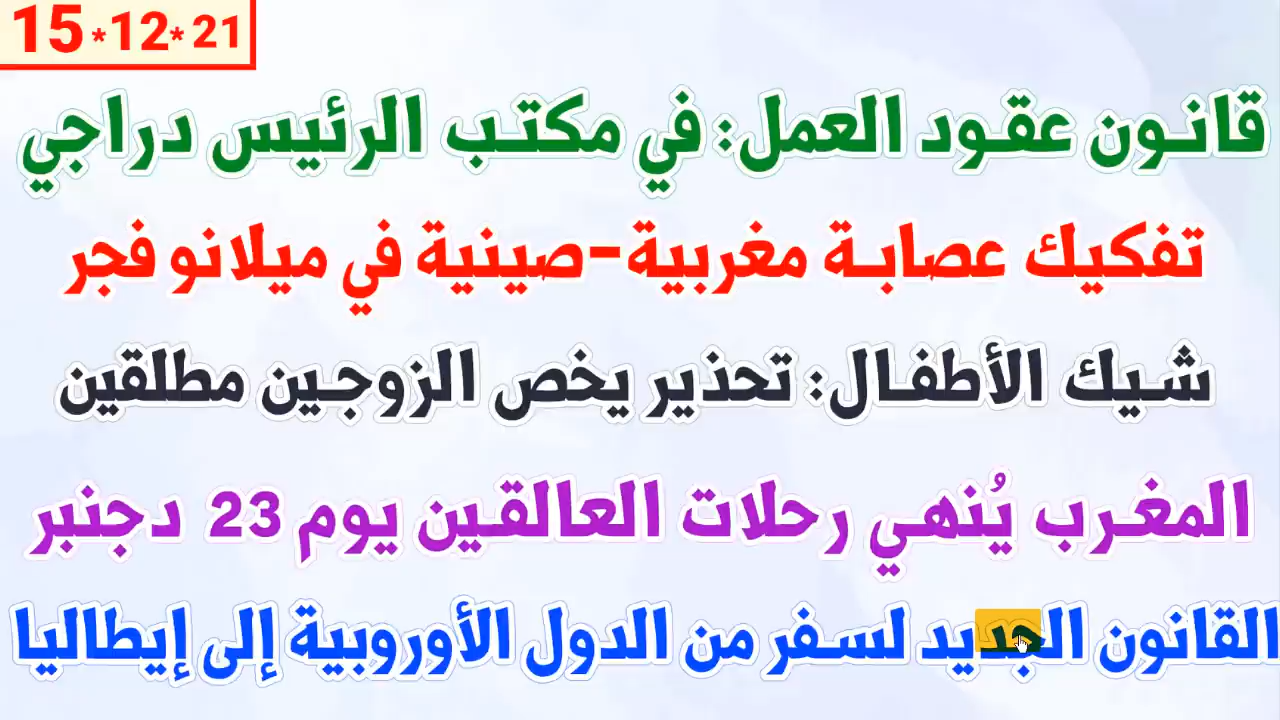 15*12*21
قانون عقود العمل: في مكتب الرئيس دراجي
تفكيك عصابة مغربية-صينية في ميلانو فجر
شيك الأطفال: تحذير يخص الزوجين مطلقين
المغرب يُنهي رحلات العالقين يوم 23 دجنبر
القانون الجديد لسفر من الدول الأوروبية إلى إيطاليا